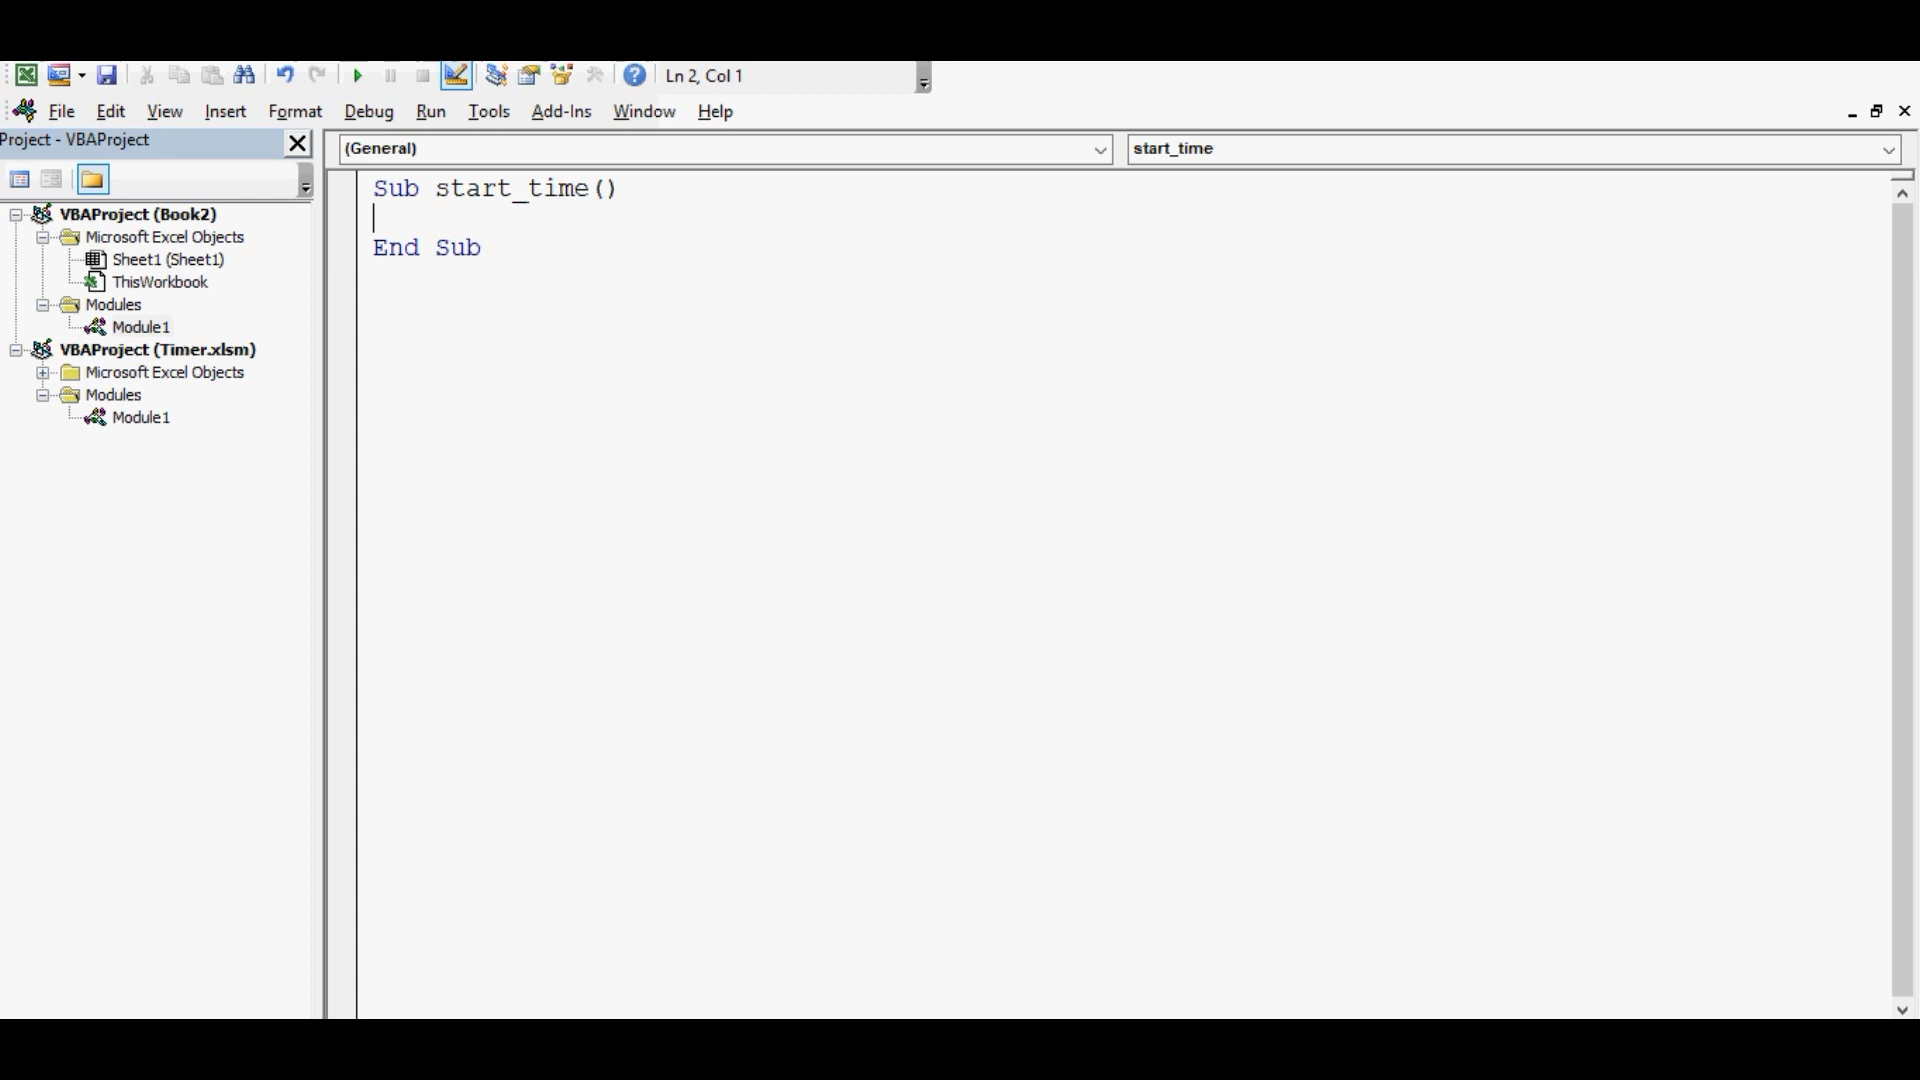 Ln 2, Col 1
File Edit View Insert Format Debug Run Tools Add-Ins Window Help
Project - VBAProject
(General)
start_time
Sub start_time()
End Sub
VBAProject (Book2)
Microsoft Excel Objects
Sheet1 (Sheet1)
ThisWorkbook
Modules
Module1
VBAProject (Timer.xlsm)
Microsoft Excel Objects
Modules
Module1